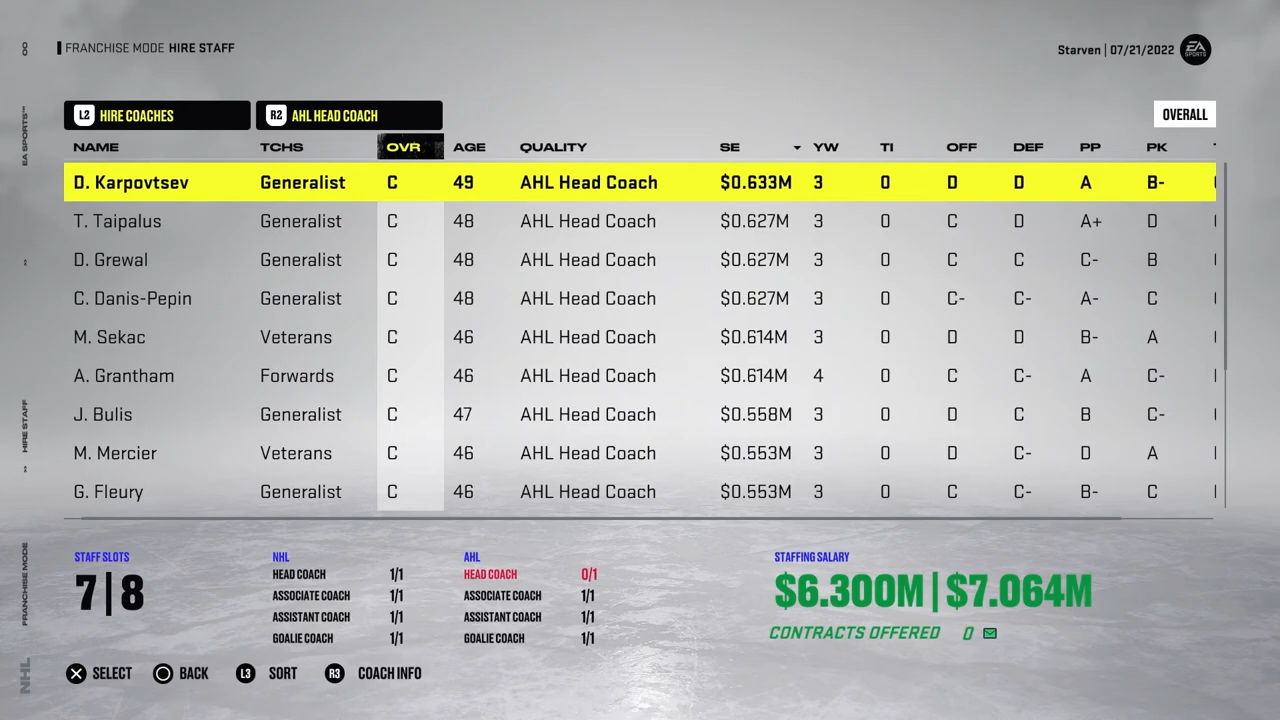 FRANCHISE MODE HIRE STAFF
Starven | 07/21/2022
EA SPORTS
L2 HIRE COACHES R2 AHL HEAD COACH
OVERALL
NAME TCHS OVR AGE QUALITY SE YW TI OFF DEF PP PK
D. Karpovtsev Generalist C 49 AHL Head Coach $0.633M 3 0 D D A B-
T. Taipalus Generalist C 48 AHL Head Coach $0.627M 3 0 C D A+ D
D. Grewal Generalist C 48 AHL Head Coach $0.627M 3 0 C C C- B
C. Danis-Pepin Generalist C 48 AHL Head Coach $0.627M 3 0 C- C- A- C
M. Sekac Veterans C 46 AHL Head Coach $0.614M 3 0 D D B- A
A. Grantham Forwards C 46 AHL Head Coach $0.614M 4 0 C C- A C-
J. Bulis Generalist C 47 AHL Head Coach $0.558M 3 0 D C B C-
M. Mercier Veterans C 46 AHL Head Coach $0.553M 3 0 D C- D A
G. Fleury Generalist C 46 AHL Head Coach $0.553M 3 0 C C- B- C
STAFF SLOTS
7|8
NHL
HEAD COACH 1/1
ASSOCIATE COACH 1/1
ASSISTANT COACH 1/1
GOALIE COACH 1/1
AHL
HEAD COACH 0/1
ASSOCIATE COACH 1/1
ASSISTANT COACH 1/1
GOALIE COACH 1/1
STAFFING SALARY
$6.300M|$7.064M
CONTRACTS OFFERED 0
SELECT BACK L3 SORT R3 COACH INFO
EA SPORTS™
HIRE STAFF
FRANCHISE MODE
NHL